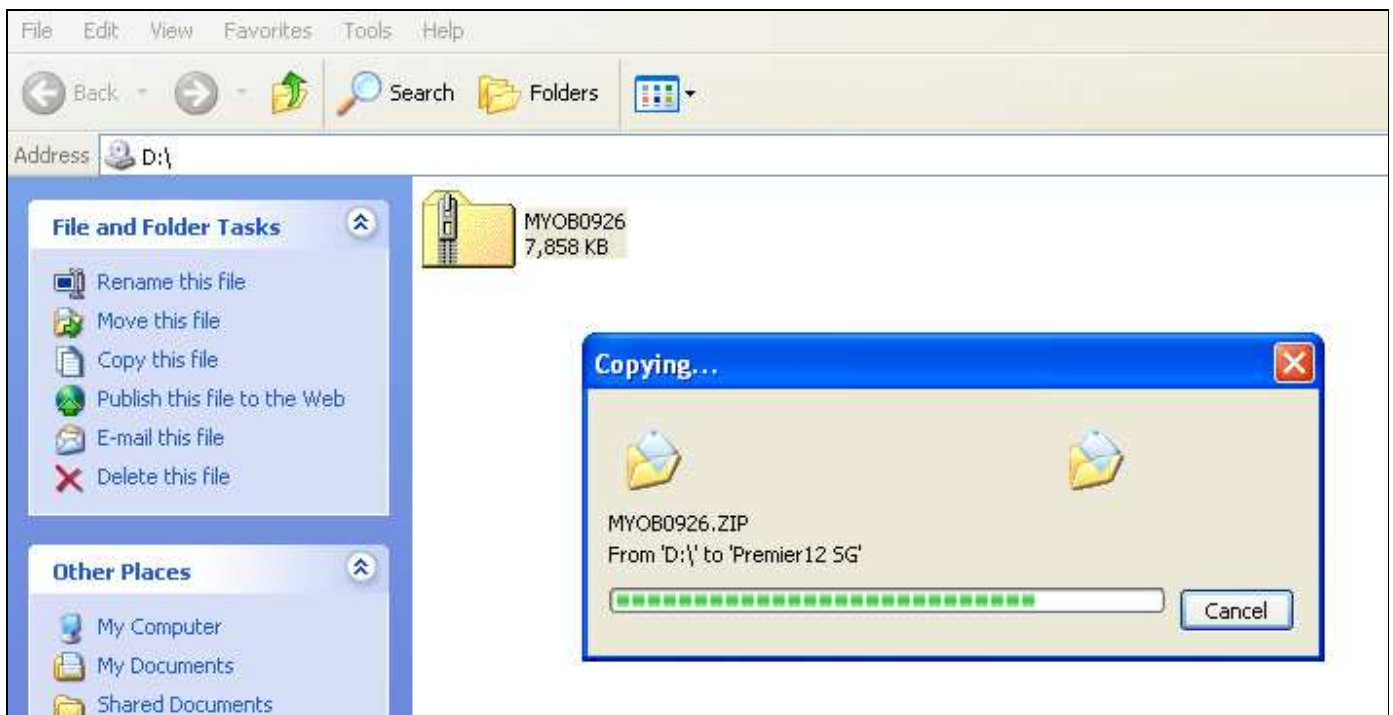 File Edit View Favorites Tools Help
Back Search Folders
Address D:\
File and Folder Tasks
Rename this file
Move this file
Copy this file
Publish this file to the Web
E-mail this file
Delete this file
Other Places
My Computer
My Documents
Shared Documents
MYOB0926
7,858 KB
Copying...
MYOB0926.ZIP
From 'D:\' to 'Premier12 SG'
Cancel